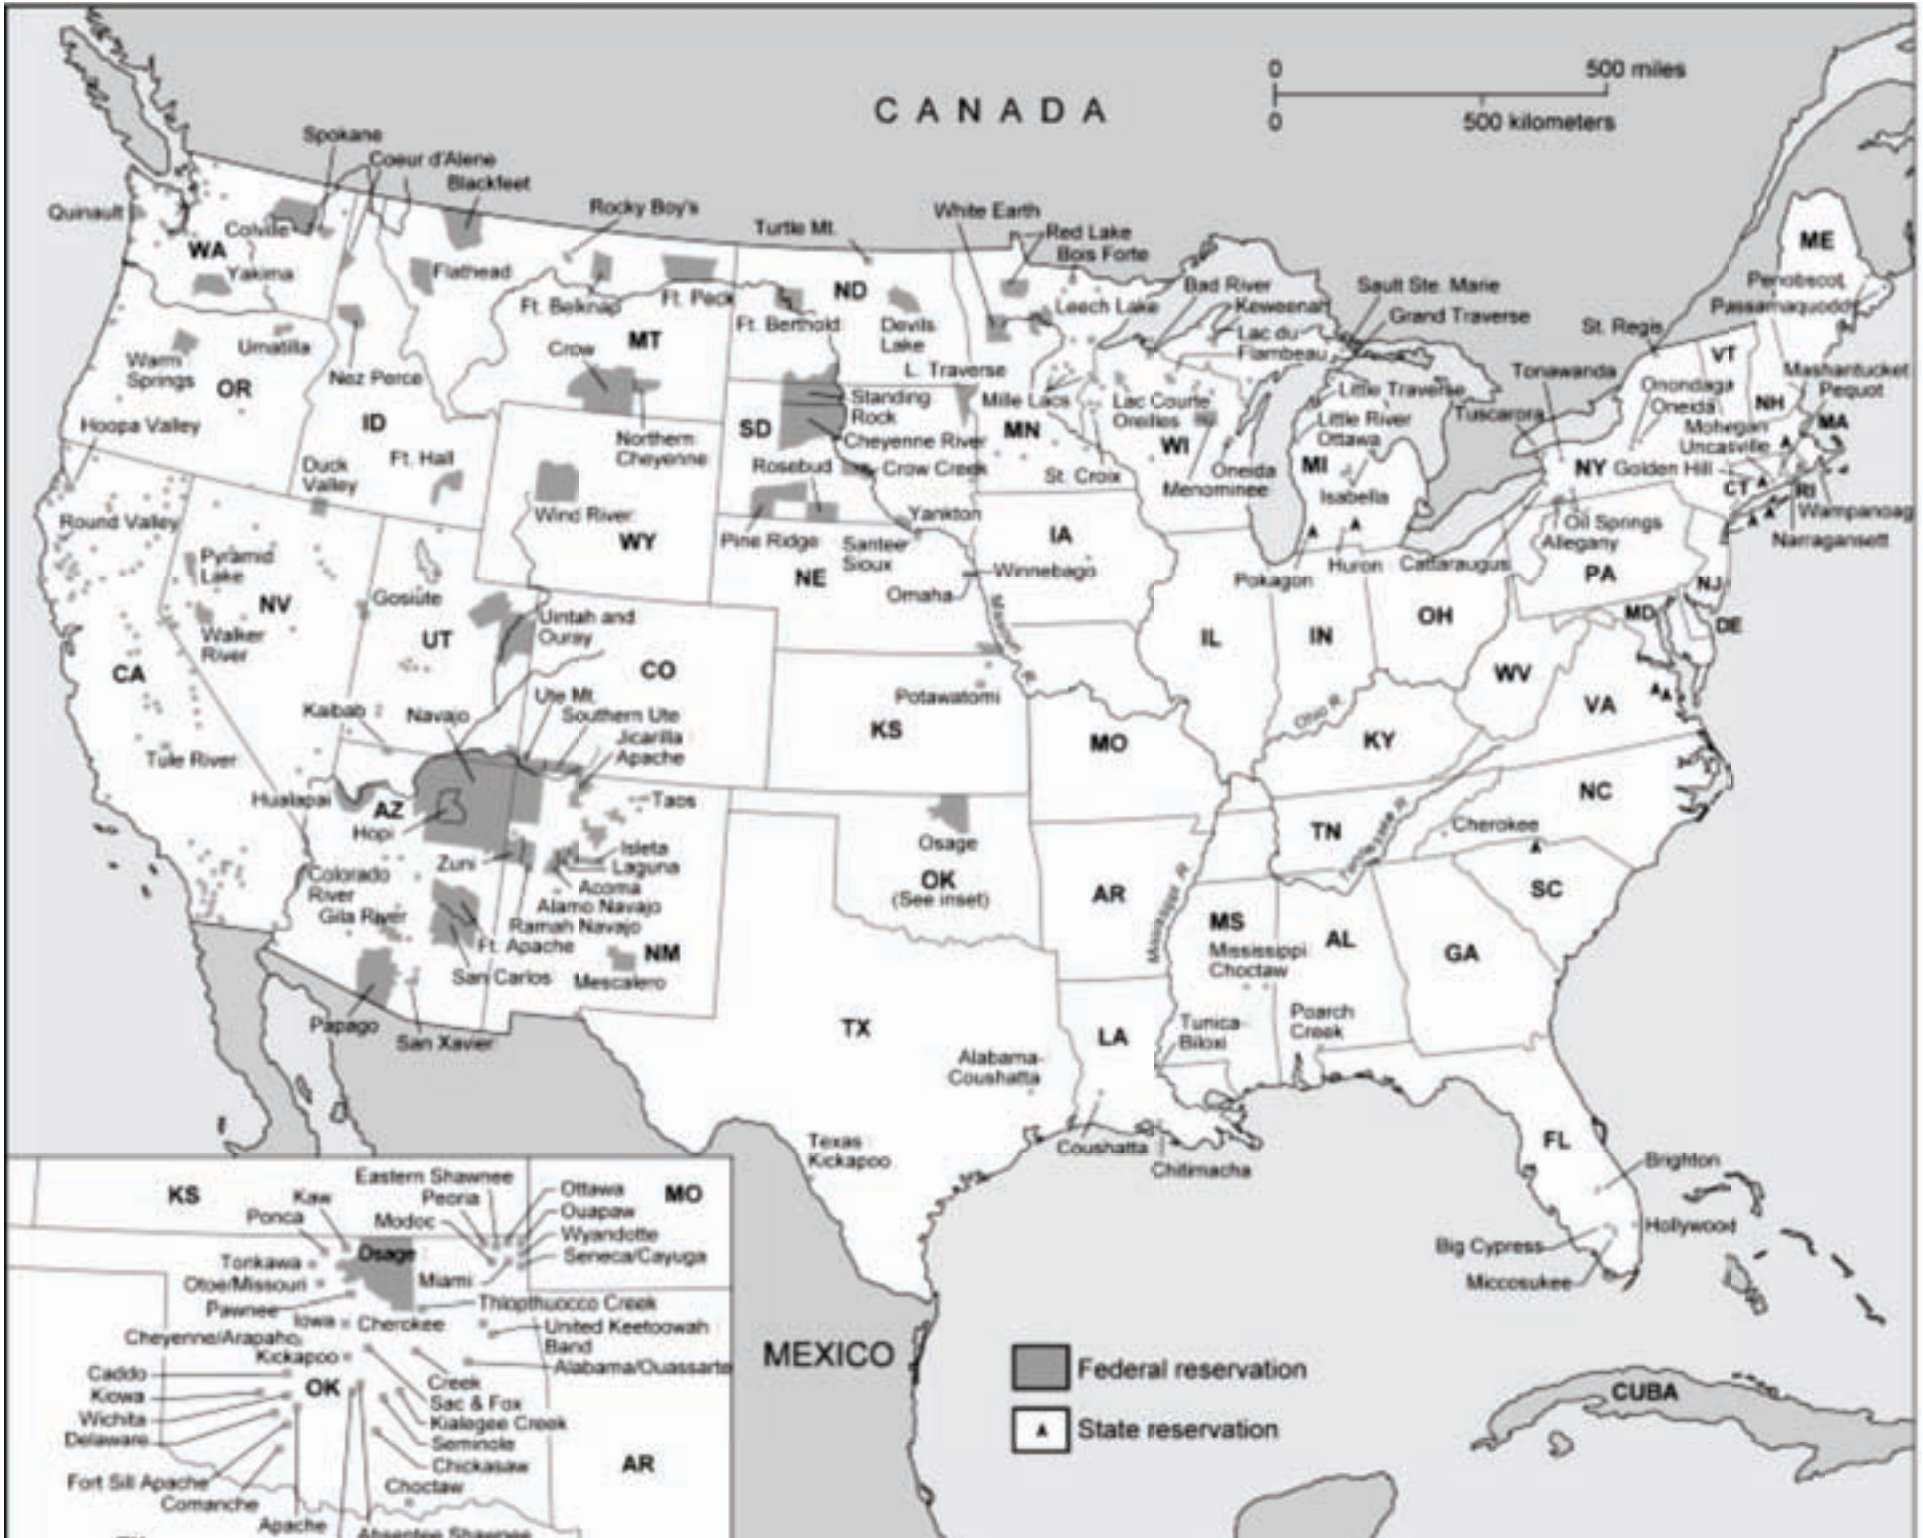 CANADA
0
500 miles
0
500 kilometers
Spokane
Coeur d'Alene
Blackfeet
Quinault
Colville
WA
Yakima
Flathead
Rocky Boy's
Ft. Belknap
Ft. Peck
MT
Crow
Northern
Cheyenne
Turtle Mt.
ND
Ft. Berthold
Devils
Lake
L. Traverse
White Earth
Red Lake
Bois Forte
Leech Lake
Bad River
Keweenah
Lac du
Flambeau
Sault Ste. Marie
Grand Traverse
Little Traverse
Little River
Ottawa
MI
Isabella
Mille Lacs
Lac Courte
Oreilles
MN
WI
St. Croix
Oneida
Menominee
Pokagon
Huron
Cattaraugus
St. Regis
Tonawanda
Tuscarora
Onondaga
Oneida
Mohegan
Uncasville
NY
Golden Hill
CT
RI
Oil Springs
Allegany
ME
Penobscot
Passamaquoddy
VT
NH
Mashantucket
Pequot
MA
Wampanoag
Narragansett
Warm
Springs
Umatilla
OR
Nez Perce
ID
Hoopa Valley
Duck
Valley
Ft. Hall
Round Valley
Pyramid
Lake
NV
Walker
River
CA
Tule River
Gosiute
UT
Uintah and
Ouray
Kaibab
Navajo
Wind River
WY
CO
Ute Mt.
Southern Ute
Jicarilla
Apache
Standing
Rock
SD
Cheyenne River
Rosebud
Crow Creek
Pine Ridge
Yankton
Santee
Sioux
NE
Omaha
Winnebago
IA
Missouri R.
Potawatomi
KS
MO
IL
IN
OH
PA
NJ
MD
DE
WV
VA
Ohio R.
KY
NC
TN
Tennessee R.
Cherokee
SC
Hualapai
AZ
Hopi
Zuni
Colorado
River
Gila River
Taos
Isleta
Laguna
Acoma
Alamo Navajo
Ramah Navajo
Ft. Apache
San Carlos
NM
Mescalero
Papago
San Xavier
Osage
OK
(See inset)
AR
Mississippi R.
MS
Mississippi
Choctaw
AL
GA
TX
Alabama-
Coushatta
LA
Tunica-
Biloxi
Poarch
Creek
Texas
Kickapoo
Coushatta
Chitimacha
FL
Brighton
Hollywood
Big Cypress
Miccosukee
MEXICO
CUBA
Federal reservation
State reservation
KS
MO
Eastern Shawnee
Kaw
Peoria
Ottawa
Ponca
Modoc
Ouapaw
Wyandotte
Osage
Seneca/Cayuga
Tonkawa
Otoe/Missouri
Miami
Pawnee
Thlopthuocco Creek
Iowa
Cherokee
United Keetoowah
Band
Cheyenne/Arapaho
Kickapoo
Alabama/Ouassarte
Caddo
OK
Creek
Kiowa
Sac & Fox
Wichita
Kialegee Creek
Delaware
Seminole
Chickasaw
AR
Fort Sill Apache
Choctaw
Comanche
Apache
Absentee Shawnee